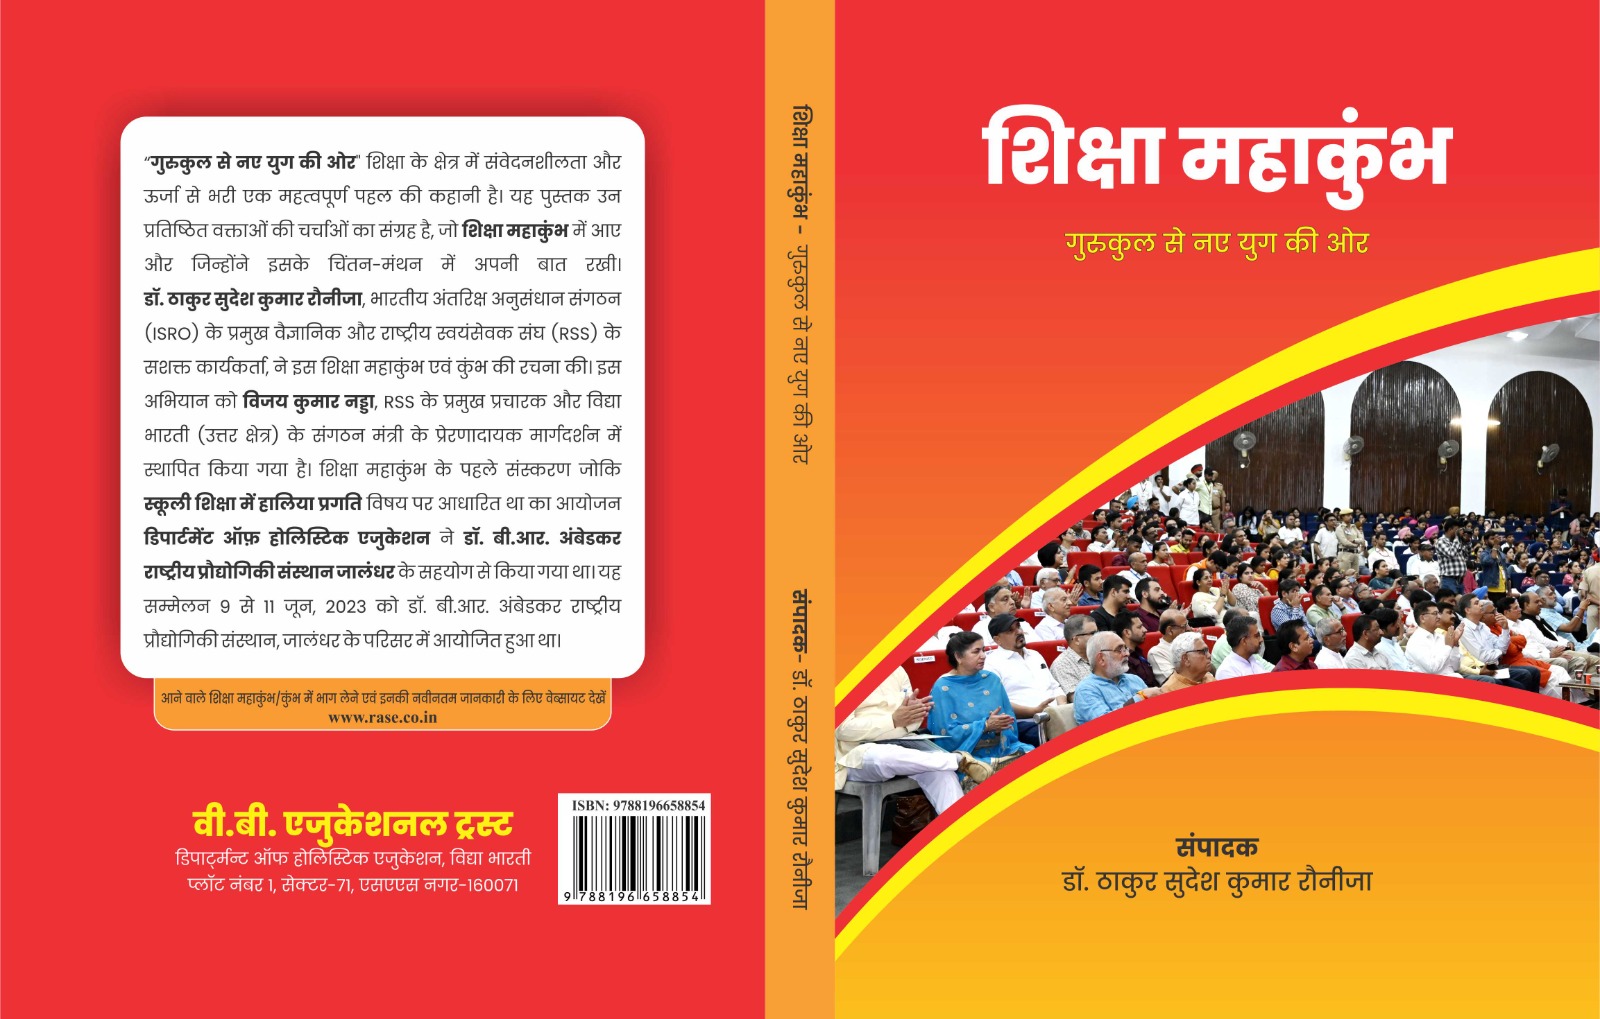 “गुरुकुल से नए युग की ओर" शिक्षा के क्षेत्र में संवेदनशीलता और
ऊर्जा से भरी एक महत्वपूर्ण पहल की कहानी है। यह पुस्तक उन
प्रतिष्ठित वक्ताओं की चर्चाओं का संग्रह है, जो शिक्षा महाकुंभ में आए
और जिन्होंने इसके चिंतन-मंथन में अपनी बात रखी।
डॉ. ठाकुर सुदेश कुमार रौनीजा, भारतीय अंतरिक्ष अनुसंधान संगठन
(ISRO) के प्रमुख वैज्ञानिक और राष्ट्रीय स्वयंसेवक संघ (RSS) के
सशक्त कार्यकर्ता, ने इस शिक्षा महाकुंभ एवं कुंभ की रचना की। इस
अभियान को विजय कुमार नड्डा, RSS के प्रमुख प्रचारक और विद्या
भारती (उत्तर क्षेत्र) के संगठन मंत्री के प्रेरणादायक मार्गदर्शन में
स्थापित किया गया है। शिक्षा महाकुंभ के पहले संस्करण जोकि
स्कूली शिक्षा में हालिया प्रगति विषय पर आधारित था का आयोजन
डिपार्टमेंट ऑफ़ होलिस्टिक एजुकेशन ने डॉ. बी.आर. अंबेडकर
राष्ट्रीय प्रौद्योगिकी संस्थान जालंधर के सहयोग से किया गया था। यह
सम्मेलन 9 से 11 जून, 2023 को डॉ. बी.आर. अंबेडकर राष्ट्रीय
प्रौद्योगिकी संस्थान, जालंधर के परिसर में आयोजित हुआ था।
आने वाले शिक्षा महाकुंभ/कुंभ में भाग लेने एवं इनकी नवीनतम जानकारी के लिए वेब्सायट देखें
www.rase.co.in
वी.बी. एजुकेशनल ट्रस्ट
डिपार्ट्मन्ट ऑफ होलिस्टिक एजुकेशन, विद्या भारती
प्लॉट नंबर 1, सेक्टर-71, एसएएस नगर-160071
ISBN: 9788196658854
9 788196 658854
शिक्षा महाकुंभ - गुरुकुल से नए युग की ओर
संपादक- डॉ. ठाकुर सुदेश कुमार रौनीजा
शिक्षा महाकुंभ
गुरुकुल से नए युग की ओर
संपादक
डॉ. ठाकुर सुदेश कुमार रौनीजा